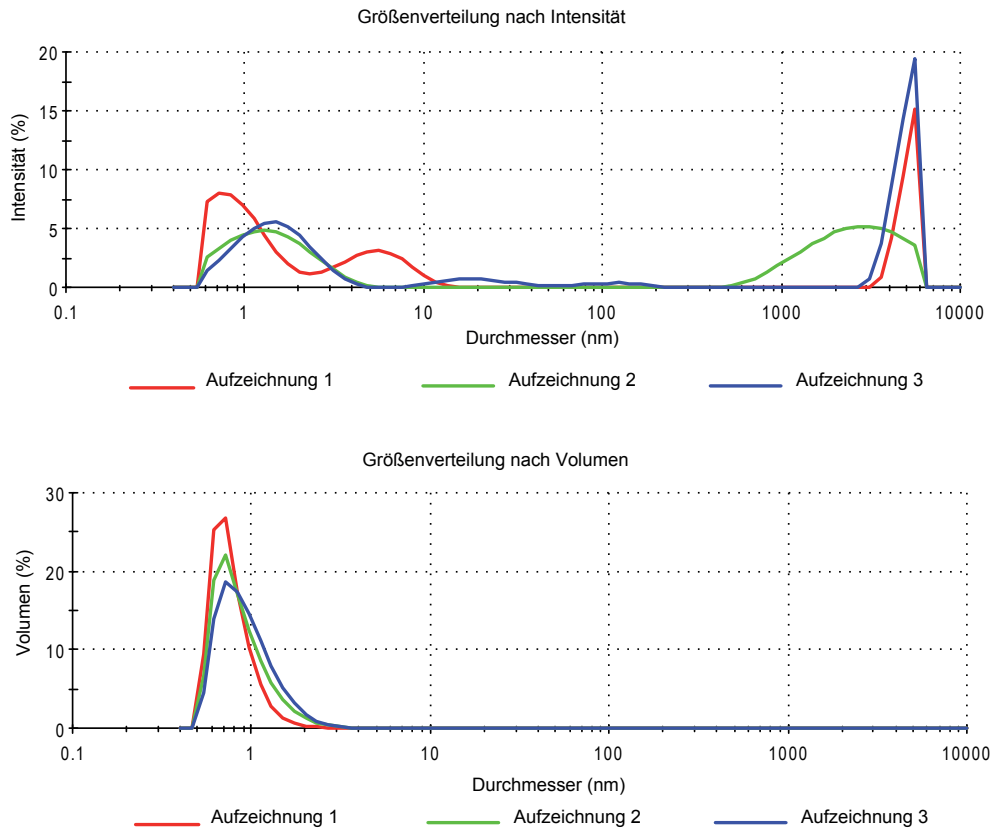 Größenverteilung nach Intensität
20
15
10
5
0
Intensität (%)
0.1 1 10 100 1000 10000
Durchmesser (nm)
Aufzeichnung 1 Aufzeichnung 2 Aufzeichnung 3
Größenverteilung nach Volumen
30
20
10
0
Volumen (%)
0.1 1 10 100 1000 10000
Durchmesser (nm)
Aufzeichnung 1 Aufzeichnung 2 Aufzeichnung 3